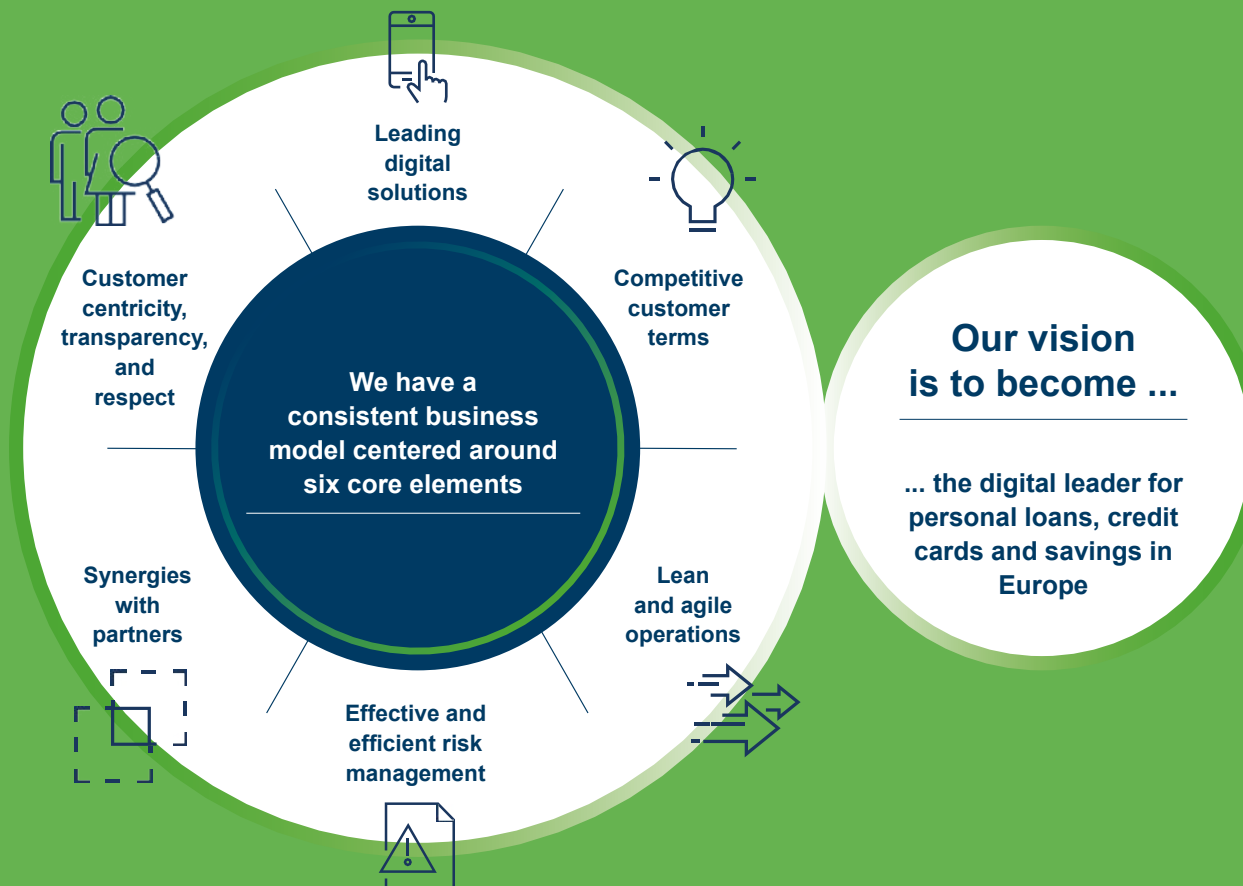 Leading
digital
solutions
Competitive
customer
terms
Lean
and agile
operations
Effective and
efficient risk
management
Synergies
with
partners
Customer
centricity,
transparency,
and
respect
We have a
consistent business
model centered around
six core elements
Our vision
is to become ...
... the digital leader for
personal loans, credit
cards and savings in
Europe